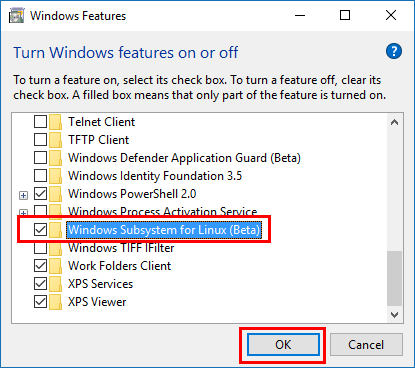 Windows Features
Turn Windows features on or off
To turn a feature on, select its check box. To turn a feature off, clear its
check box. A filled box means that only part of the feature is turned on.
Telnet Client
TFTP Client
Windows Defender Application Guard (Beta)
Windows Identity Foundation 3.5
Windows PowerShell 2.0
Windows Process Activation Service
Windows Subsystem for Linux (Beta)
Windows TIFF IFilter
Work Folders Client
XPS Services
XPS Viewer
OK
Cancel